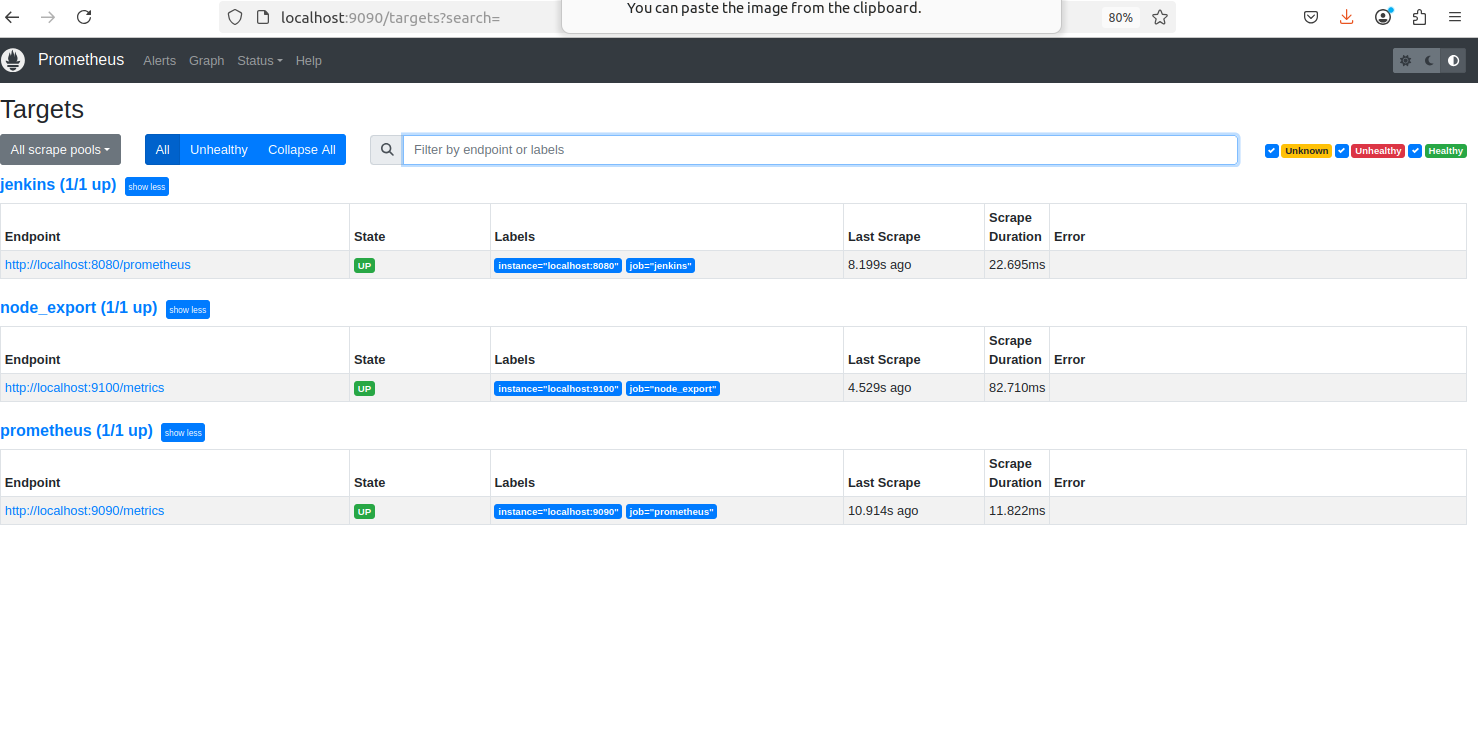 You can paste the image from the clipboard.
localhost:9090/targets?search=
80%
Prometheus Alerts Graph Status Help
Targets
All scrape pools All Unhealthy Collapse All Filter by endpoint or labels Unknown Unhealthy Healthy
jenkins (1/1 up) show less
Endpoint State Labels Last Scrape Scrape Duration Error
http://localhost:8080/prometheus UP instance="localhost:8080" job="jenkins" 8.199s ago 22.695ms
node_export (1/1 up) show less
Endpoint State Labels Last Scrape Scrape Duration Error
http://localhost:9100/metrics UP instance="localhost:9100" job="node_export" 4.529s ago 82.710ms
prometheus (1/1 up) show less
Endpoint State Labels Last Scrape Scrape Duration Error
http://localhost:9090/metrics UP instance="localhost:9090" job="prometheus" 10.914s ago 11.822ms